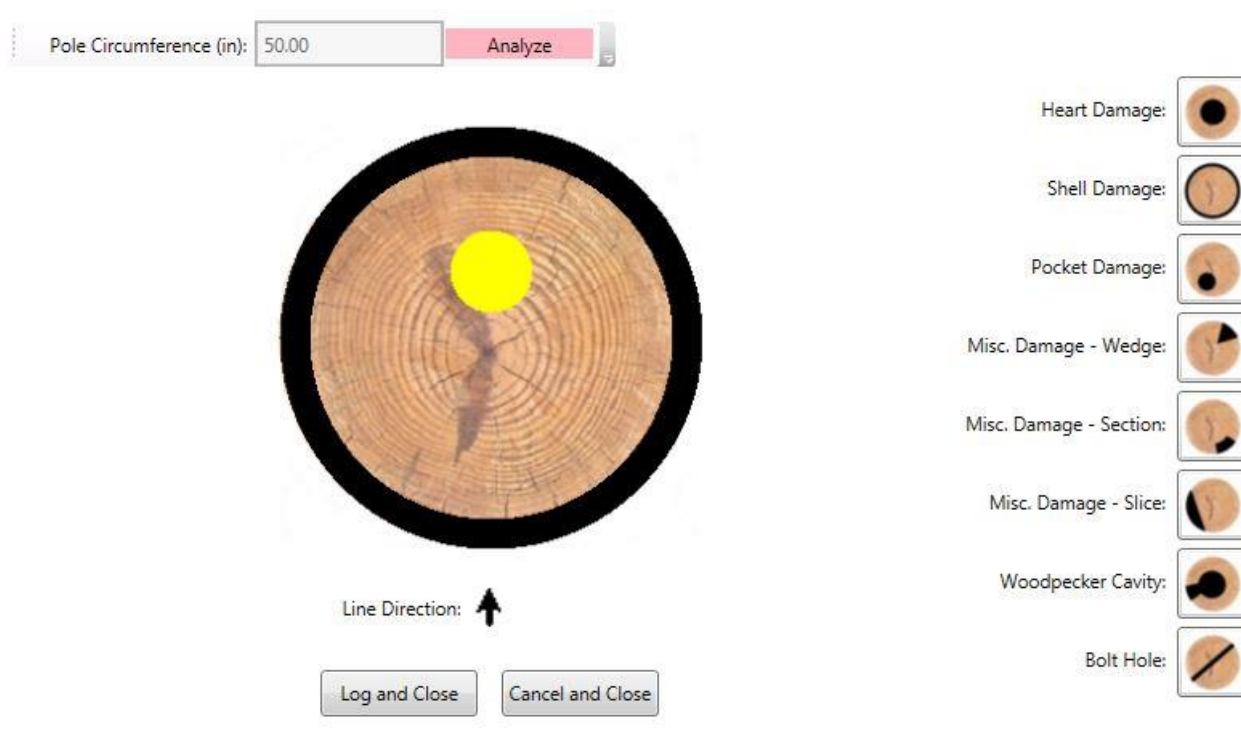 Pole Circumference (in): 50.00 Analyze
Heart Damage:
Shell Damage:
Pocket Damage:
Misc. Damage - Wedge:
Misc. Damage - Section:
Misc. Damage - Slice:
Woodpecker Cavity:
Bolt Hole:
Line Direction:
Log and Close Cancel and Close